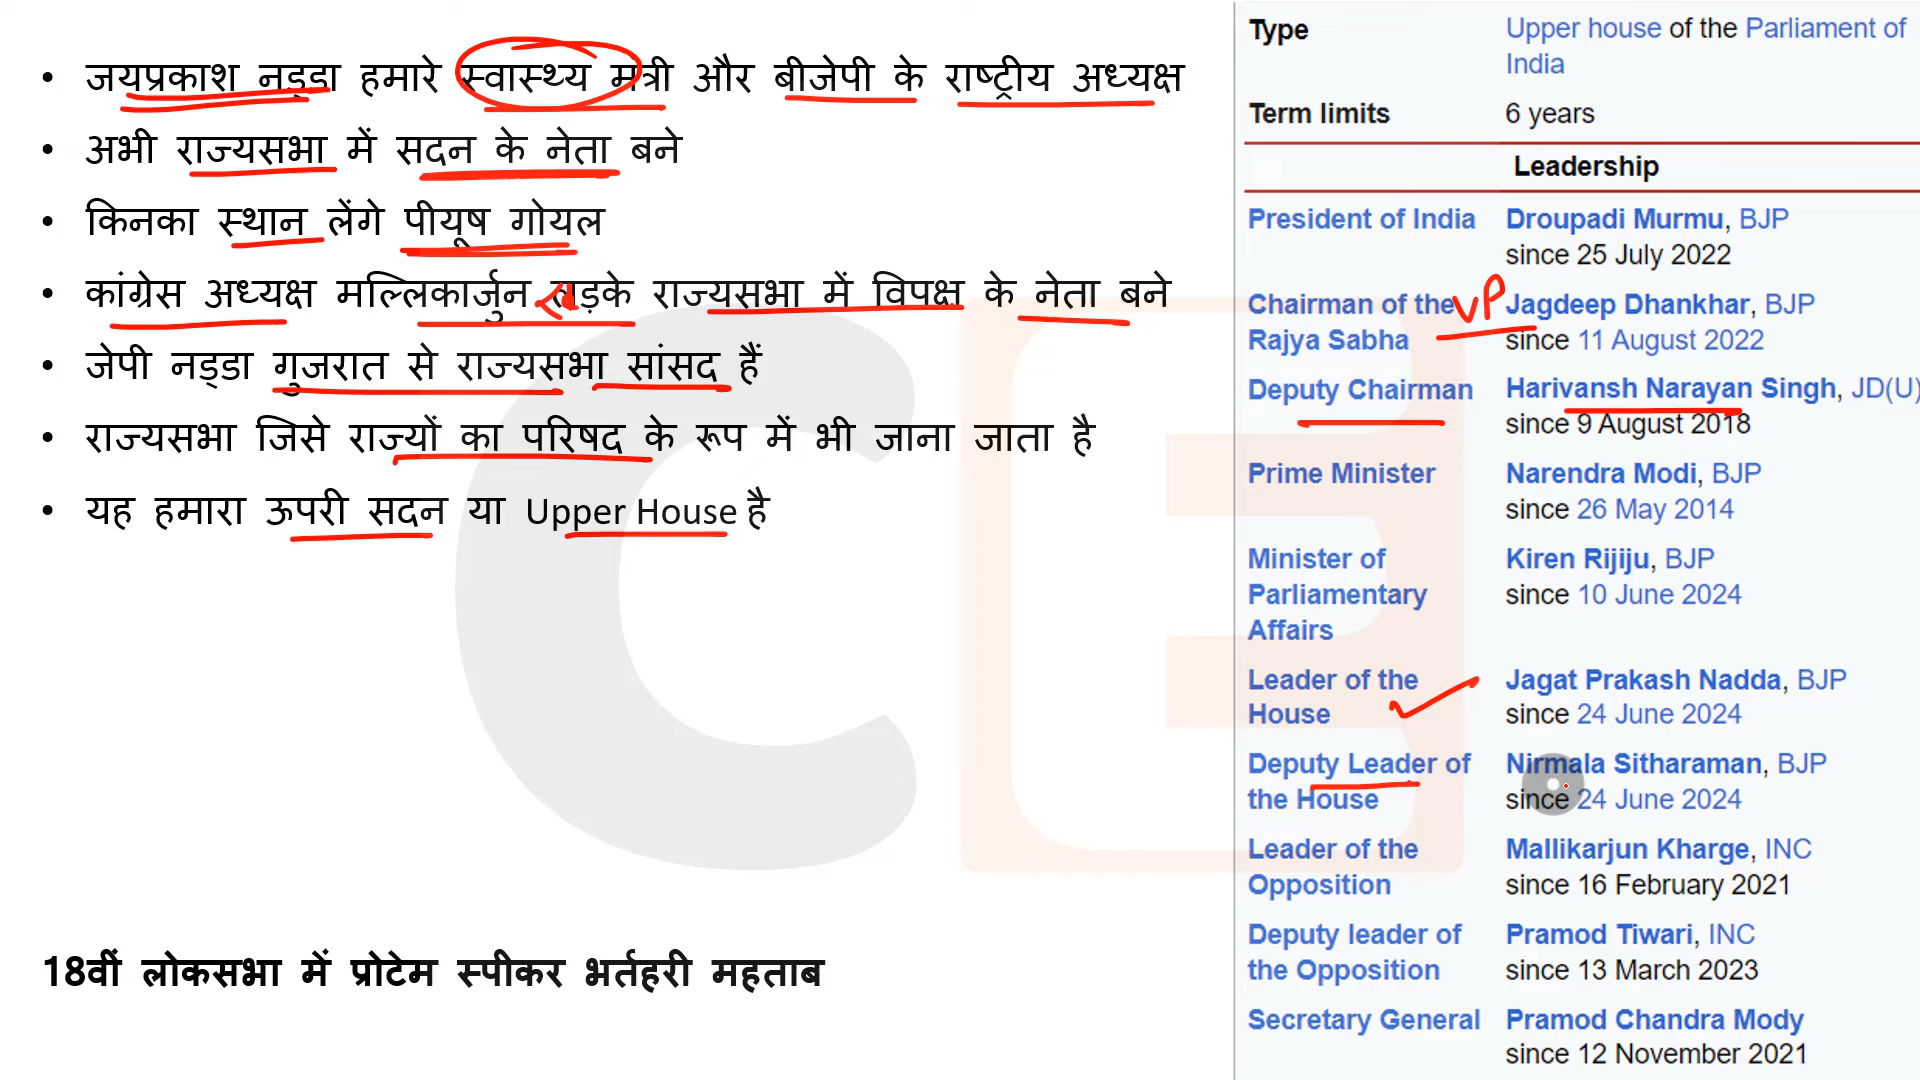 • जयप्रकाश नड्डा हमारे स्वास्थ्य मंत्री और बीजेपी के राष्ट्रीय अध्यक्ष
• अभी राज्यसभा में सदन के नेता बने
• किनका स्थान लेंगे पीयूष गोयल
• कांग्रेस अध्यक्ष मल्लिकार्जुन लड़के राज्यसभा में विपक्ष के नेता बने
• जेपी नड्डा गुजरात से राज्यसभा सांसद हैं
• राज्यसभा जिसे राज्यों का परिषद के रूप में भी जाना जाता है
• यह हमारा ऊपरी सदन या Upper House है
18वीं लोकसभा में प्रोटेम स्पीकर भर्तहरी महताब
Type Upper house of the Parliament of
India
Term limits 6 years
Leadership
President of India Droupadi Murmu, BJP
since 25 July 2022
Chairman of the VP Jagdeep Dhankhar, BJP
Rajya Sabha since 11 August 2022
Deputy Chairman Harivansh Narayan Singh, JD(U)
since 9 August 2018
Prime Minister Narendra Modi, BJP
since 26 May 2014
Minister of Kiren Rijiju, BJP
Parliamentary since 10 June 2024
Affairs
Leader of the Jagat Prakash Nadda, BJP
House since 24 June 2024
Deputy Leader of Nirmala Sitharaman, BJP
the House since 24 June 2024
Leader of the Mallikarjun Kharge, INC
Opposition since 16 February 2021
Deputy leader of Pramod Tiwari, INC
the Opposition since 13 March 2023
Secretary General Pramod Chandra Mody
since 12 November 2021